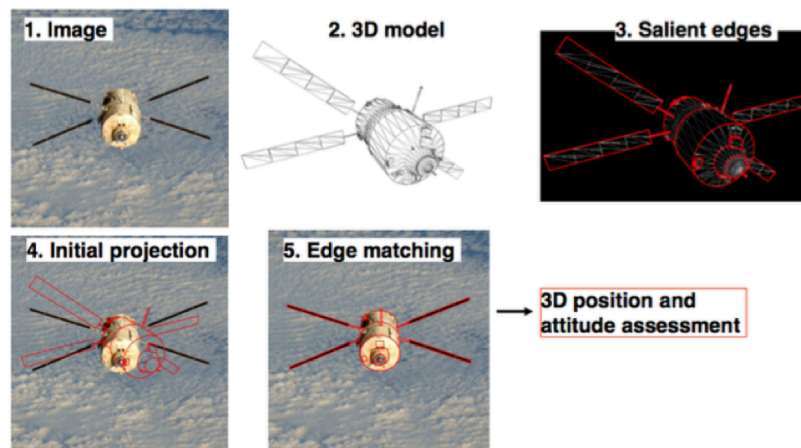 1. Image
2. 3D model
3. Salient edges
4. Initial projection
5. Edge matching
3D position and
attitude assessment